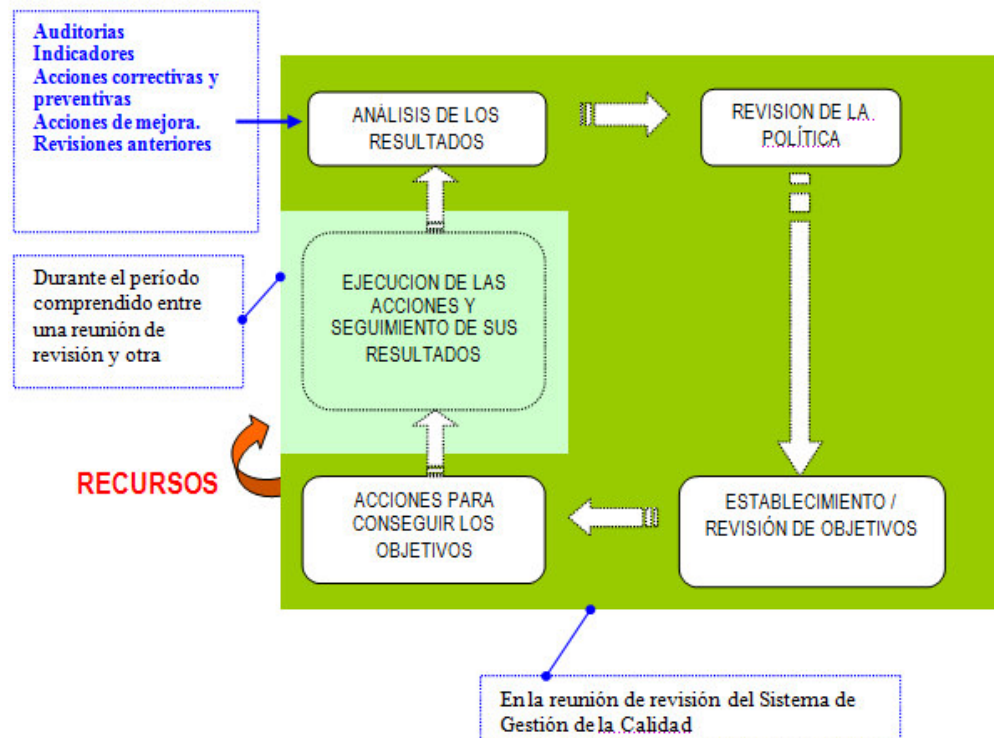 Auditorias
Indicadores
Acciones correctivas y
preventivas
Acciones de mejora.
Revisiones anteriores
ANÁLISIS DE LOS
RESULTADOS
REVISION DE LA
POLÍTICA
Durante el período
comprendido entre
una reunión de
revisión y otra
EJECUCION DE LAS
ACCIONES Y
SEGUIMIENTO DE SUS
RESULTADOS
RECURSOS
ACCIONES PARA
CONSEGUIR LOS
OBJETIVOS
ESTABLECIMIENTO /
REVISIÓN DE OBJETIVOS
En la reunión de revisión del Sistema de
Gestión de la Calidad